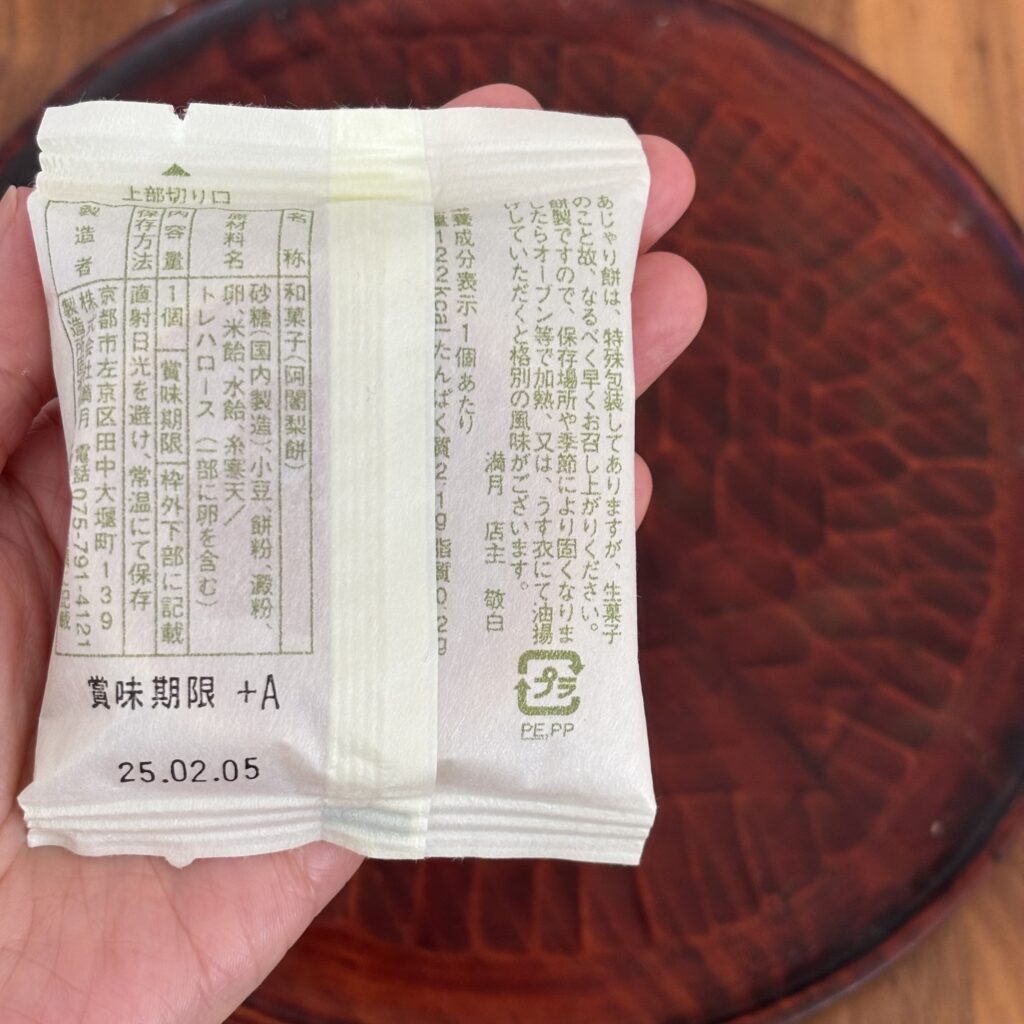 上部切り口
あじゃり餅は、特殊包装してありますが、生菓子
のこと故、なるべく早くお召し上がりください。
餅製ですので、保存場所や季節により固くなりま
したらオーブン等で加熱、又は、うす衣にて油揚
げしていただくと格別の風味がございます。
満月 店主 敬白
養成分表示1個あたり
量122kcal たんぱく質2.1g 脂質0.2g
名称 和菓子(阿闍梨餅)
原材料名 砂糖(国内製造)、小豆、餅粉、澱粉、
卵、米飴、水飴、糸寒天/
トレハロース (一部に卵を含む)
内容量 1個 賞味期限 枠外下部に記載
保存方法 直射日光を避け、常温にて保存
製造者
京都市左京区田中大堰町139
株式会社満月 電話075-791-4121
賞味期限 +A
25.02.05
プラ
PE,PP